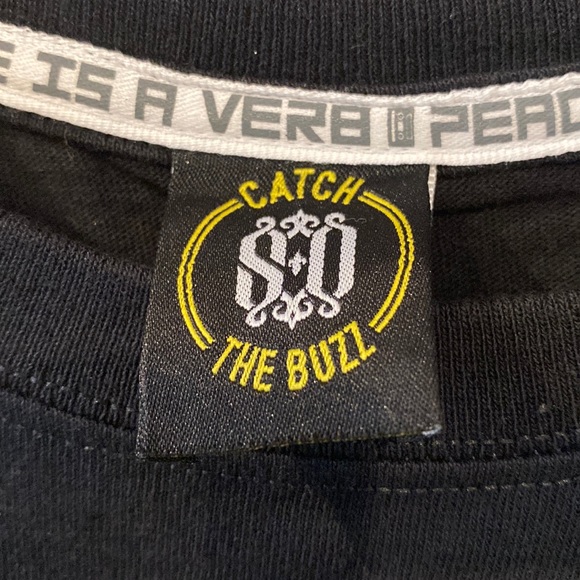 E IS A VERB PEAC
CATCH
S·O
THE BUZZ